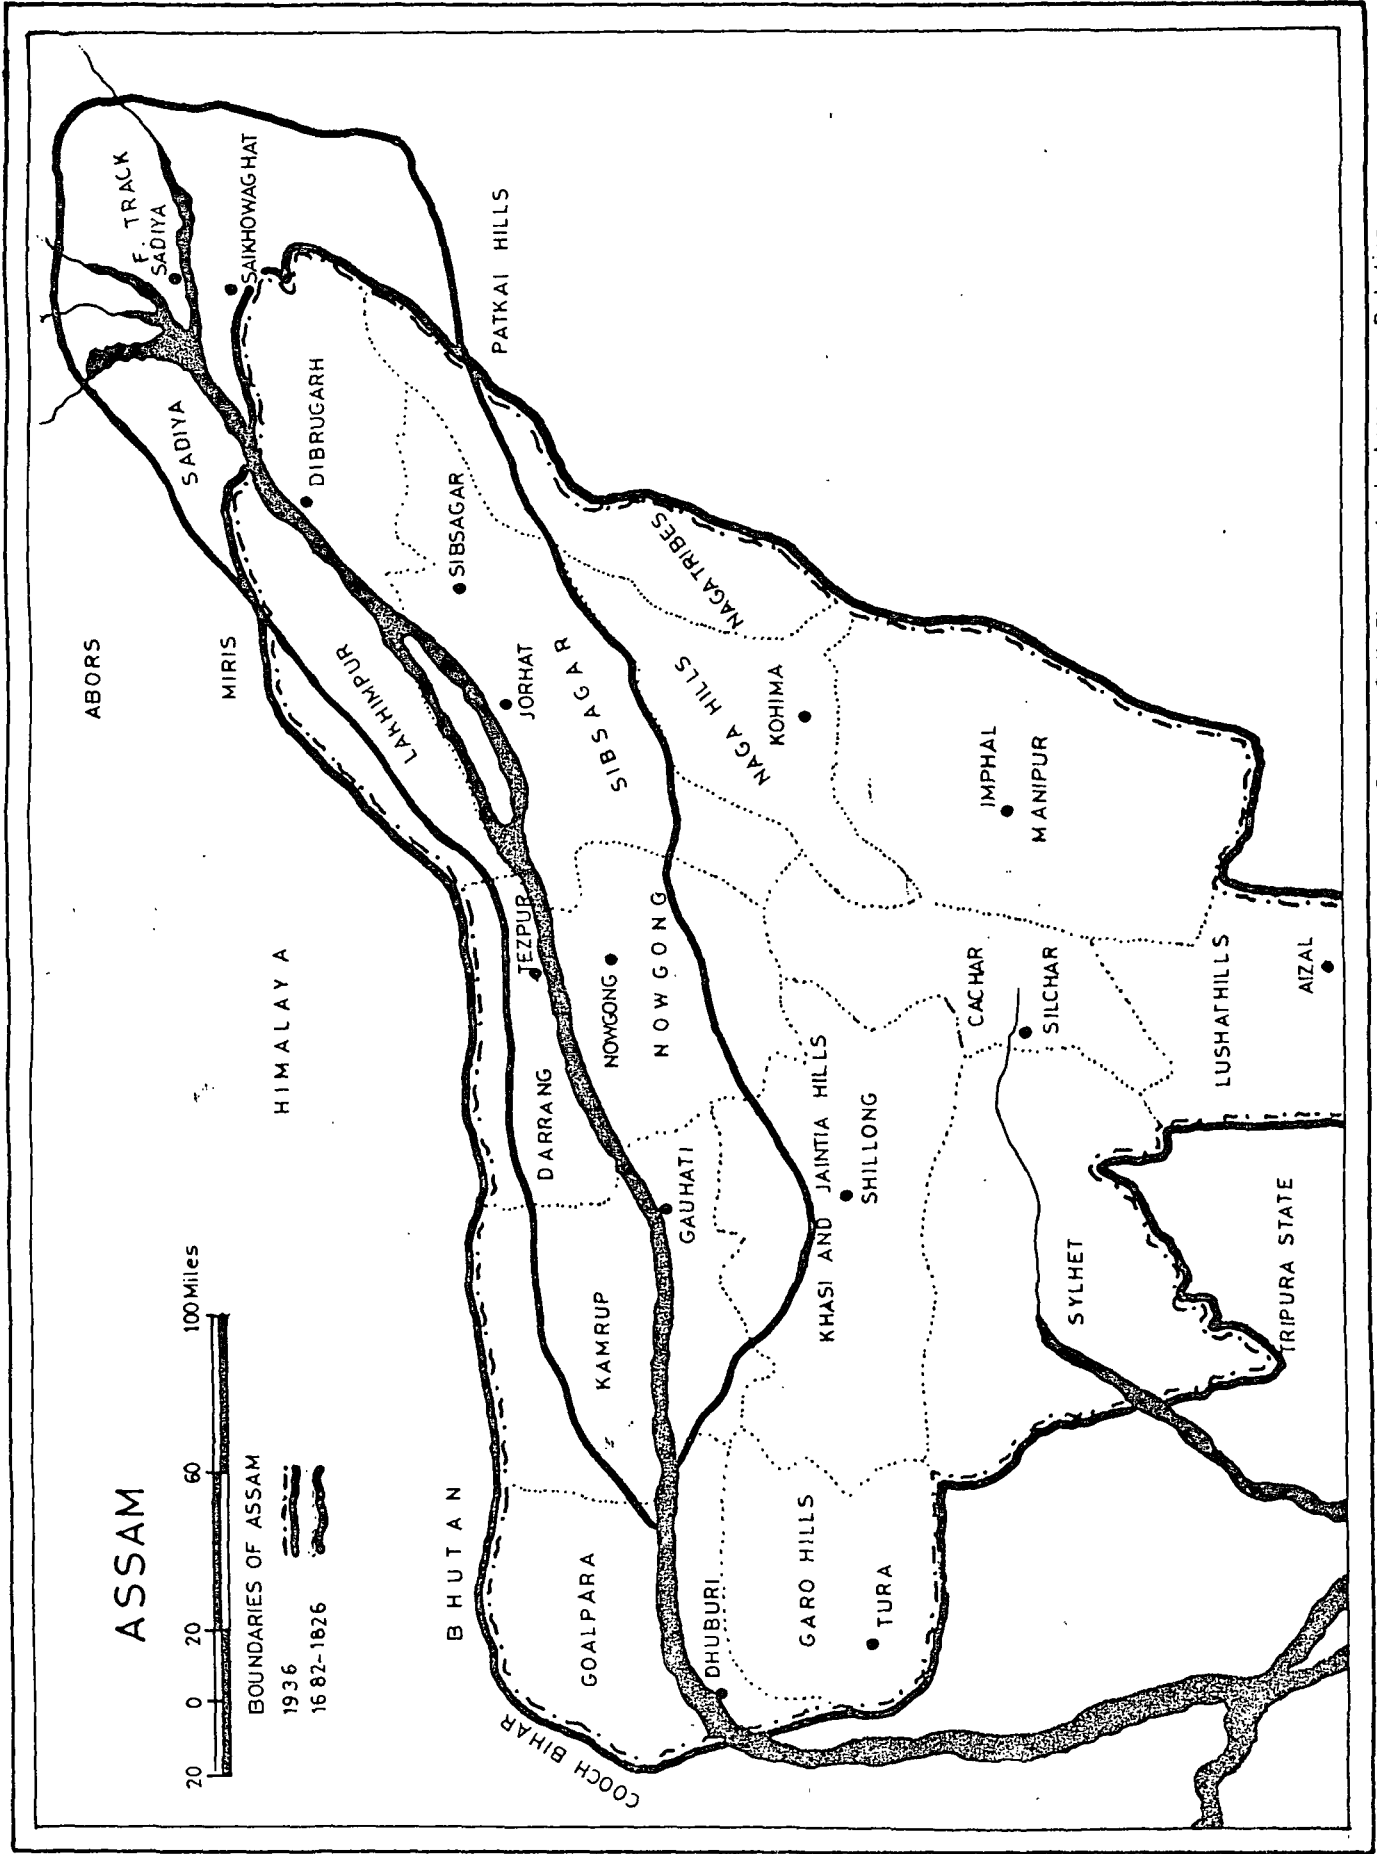 ASSAM
20 0 20 60 100 Miles
BOUNDARIES OF ASSAM
1936
1682-1826
ABORS
MIRIS
HIMALAYA
BHUTAN
COOCH BIHAR
F. TRACK
SADIYA
SAIKHOWAGHAT
SADIYA
PATKAI HILLS
DIBRUGARH
LAKHIMPUR
SIBSAGAR
JORHAT
SIBSAGAR
NAGA TRIBES
NAGA HILLS
KOHIMA
TEZPUR
DARRANG
NOWGONG
NOWGONG
GAUHATI
KAMRUP
GOALPARA
DHUBURI
GARO HILLS
TURA
KHASI AND JAINTIA HILLS
SHILLONG
IMPHAL
MANIPUR
CACHAR
SILCHAR
SYLHET
LUSHAI HILLS
AIZAL
TRIPURA STATE